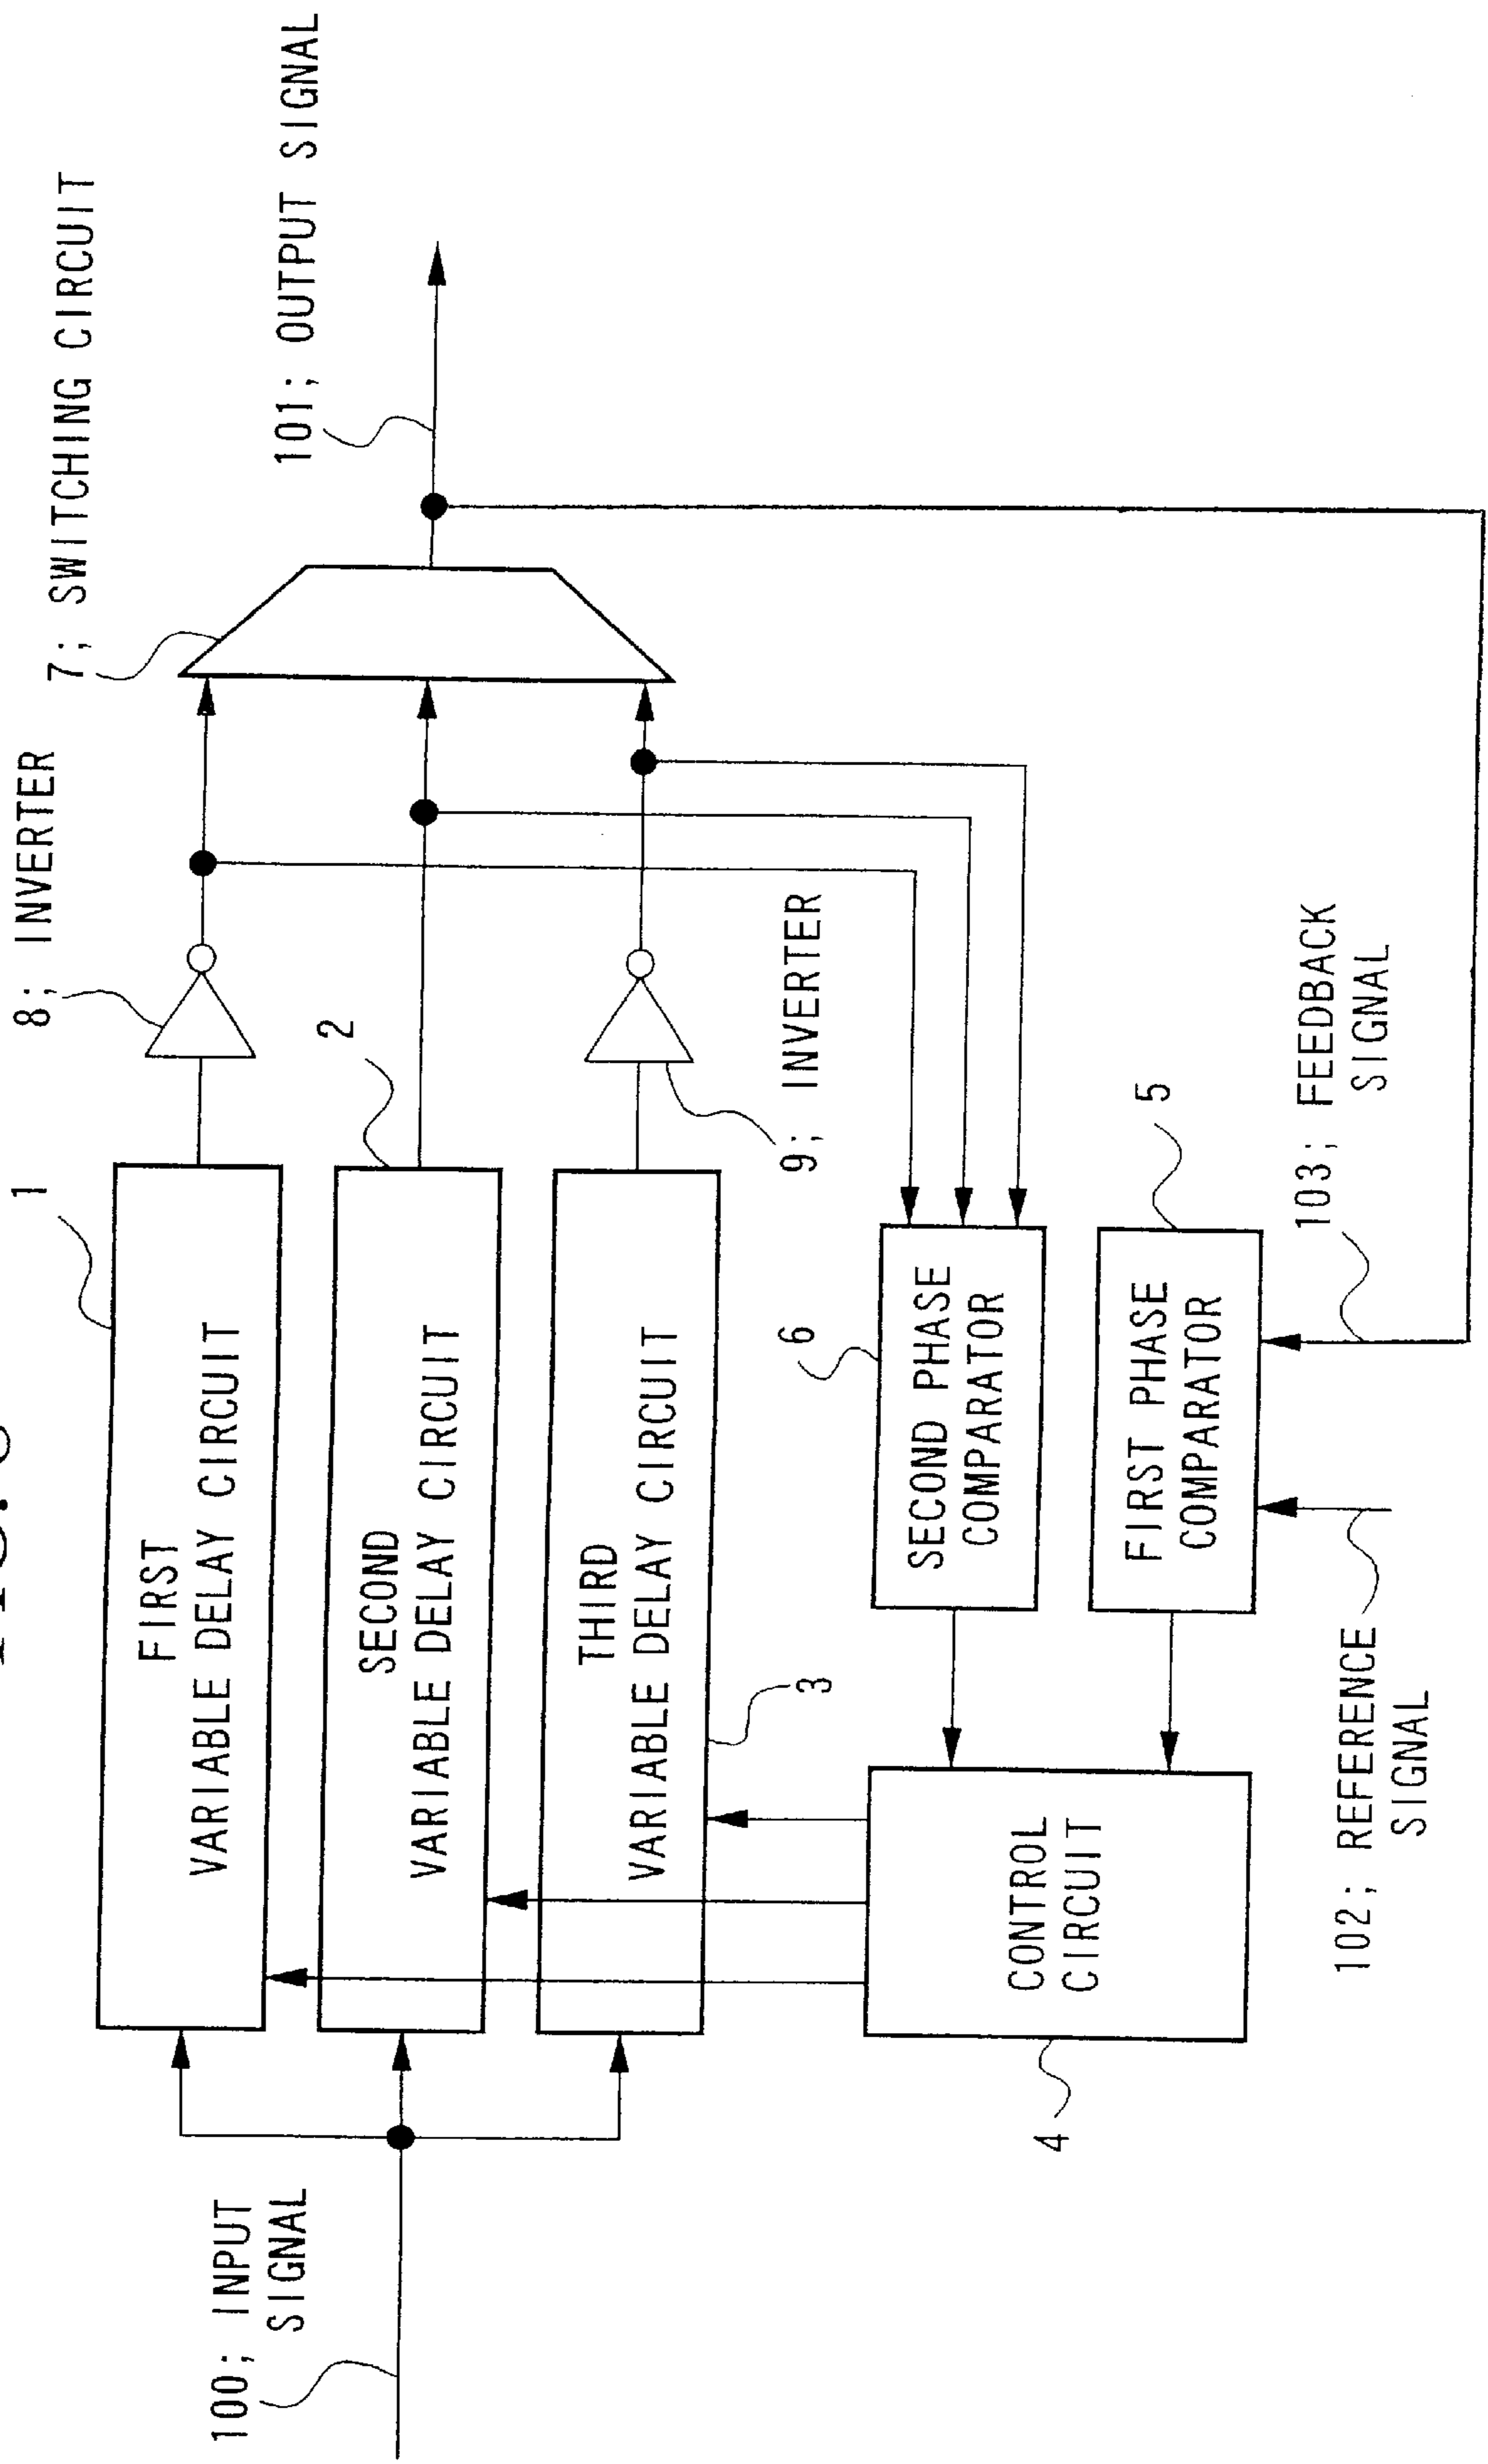 1
FIRST
VARIABLE DELAY CIRCUIT
8; INVERTER
7; SWITCHING CIRCUIT
100; INPUT
SIGNAL
SECOND
VARIABLE DELAY CIRCUIT
2
101; OUTPUT SIGNAL
THIRD
VARIABLE DELAY CIRCUIT
3
9; INVERTER
6
SECOND PHASE
COMPARATOR
4
CONTROL
CIRCUIT
FIRST PHASE
COMPARATOR
5
102; REFERENCE
SIGNAL
103; FEEDBACK
SIGNAL